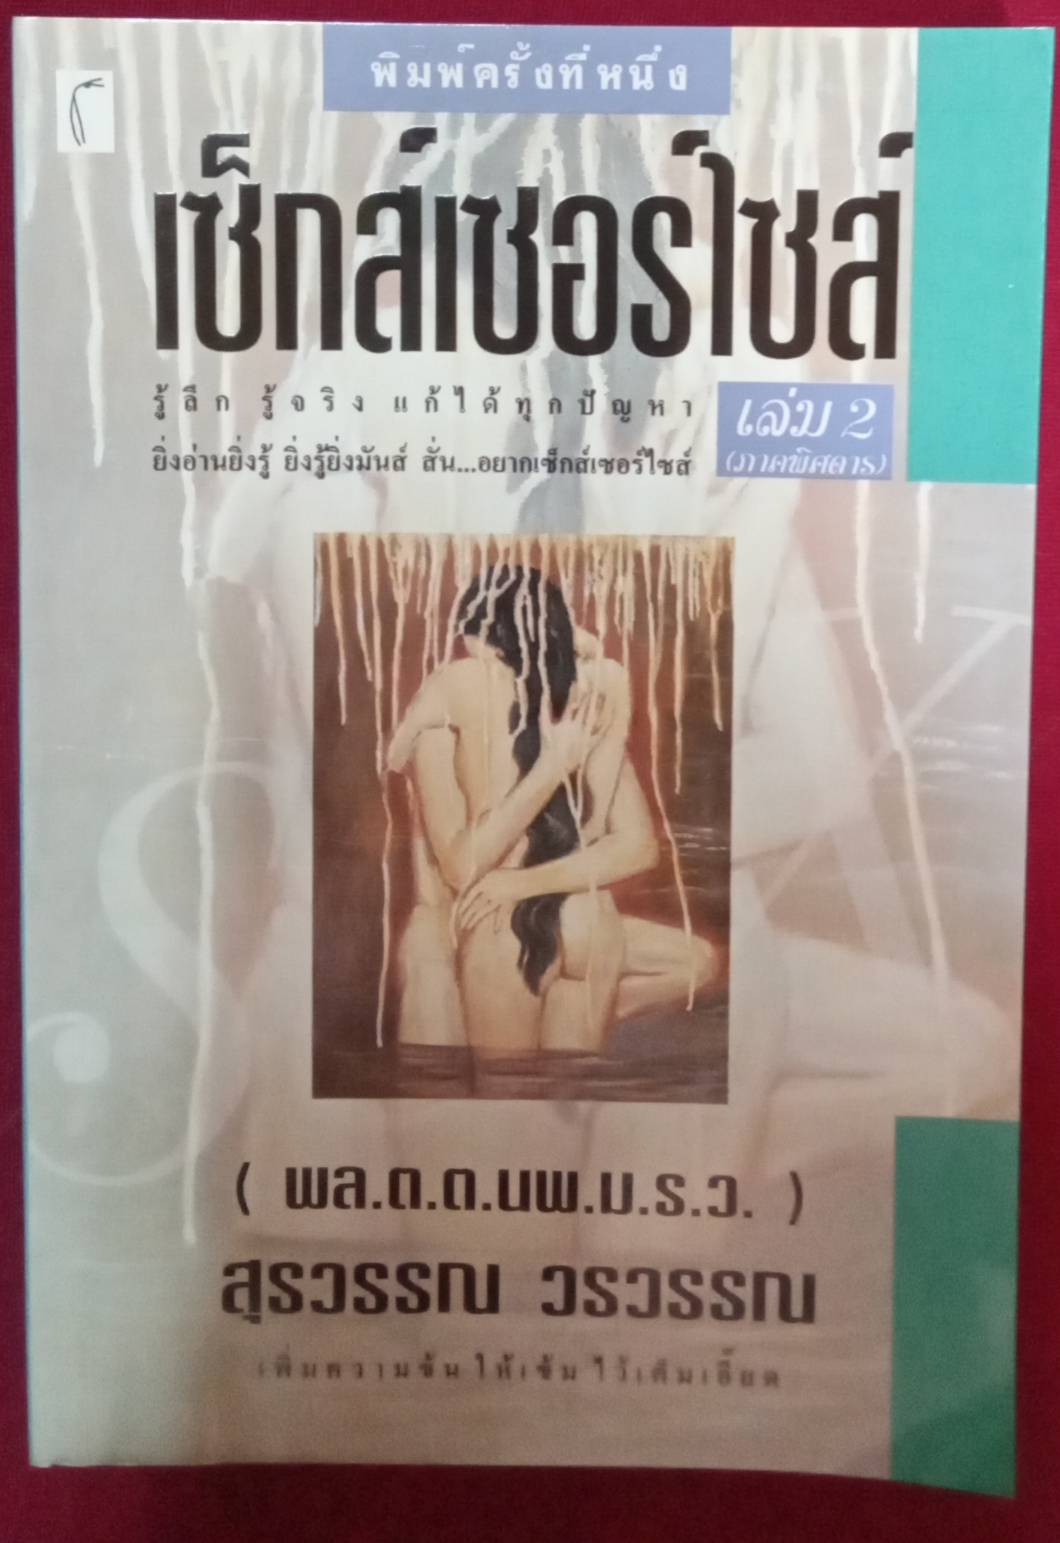 พิมพ์ครั้งที่หนึ่ง
เซ็กส์เซอร์ไซส์
รู้ลึก รู้จริง แก้ได้ทุกปัญหา
ยิ่งอ่านยิ่งรู้ ยิ่งรู้ยิ่งมันส์ สั่น...อยากเซ็กส์เซอร์ไซส์
เล่ม 2
(ภาคพิศดาร)
( พล.ต.ต.นพ.ม.ร.ว. )
สุรวรรณ วรวรรณ
เพิ่มความข้น ให้เข้ม ไว้เต็มเอี๊ยด